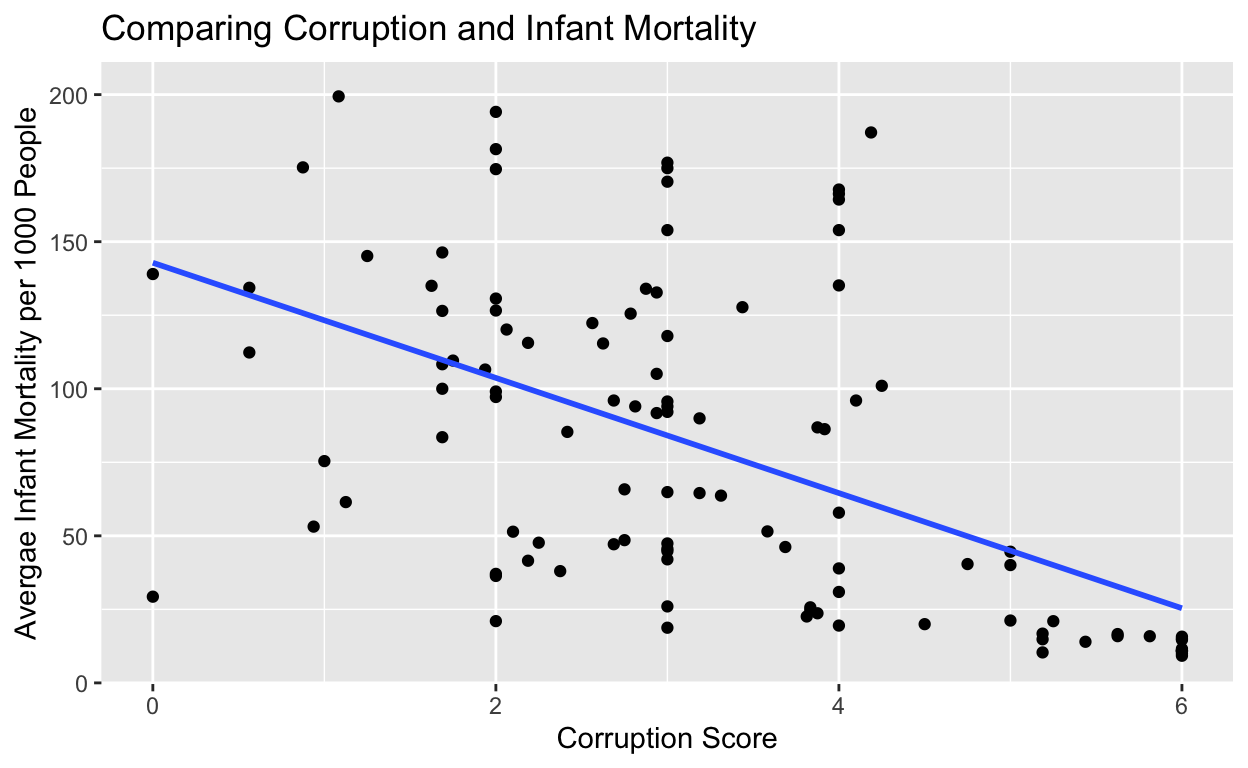 Comparing Corruption and Infant Mortality
Avergae Infant Mortality per 1000 People
200
150
100
50
0
0 2 4 6
Corruption Score